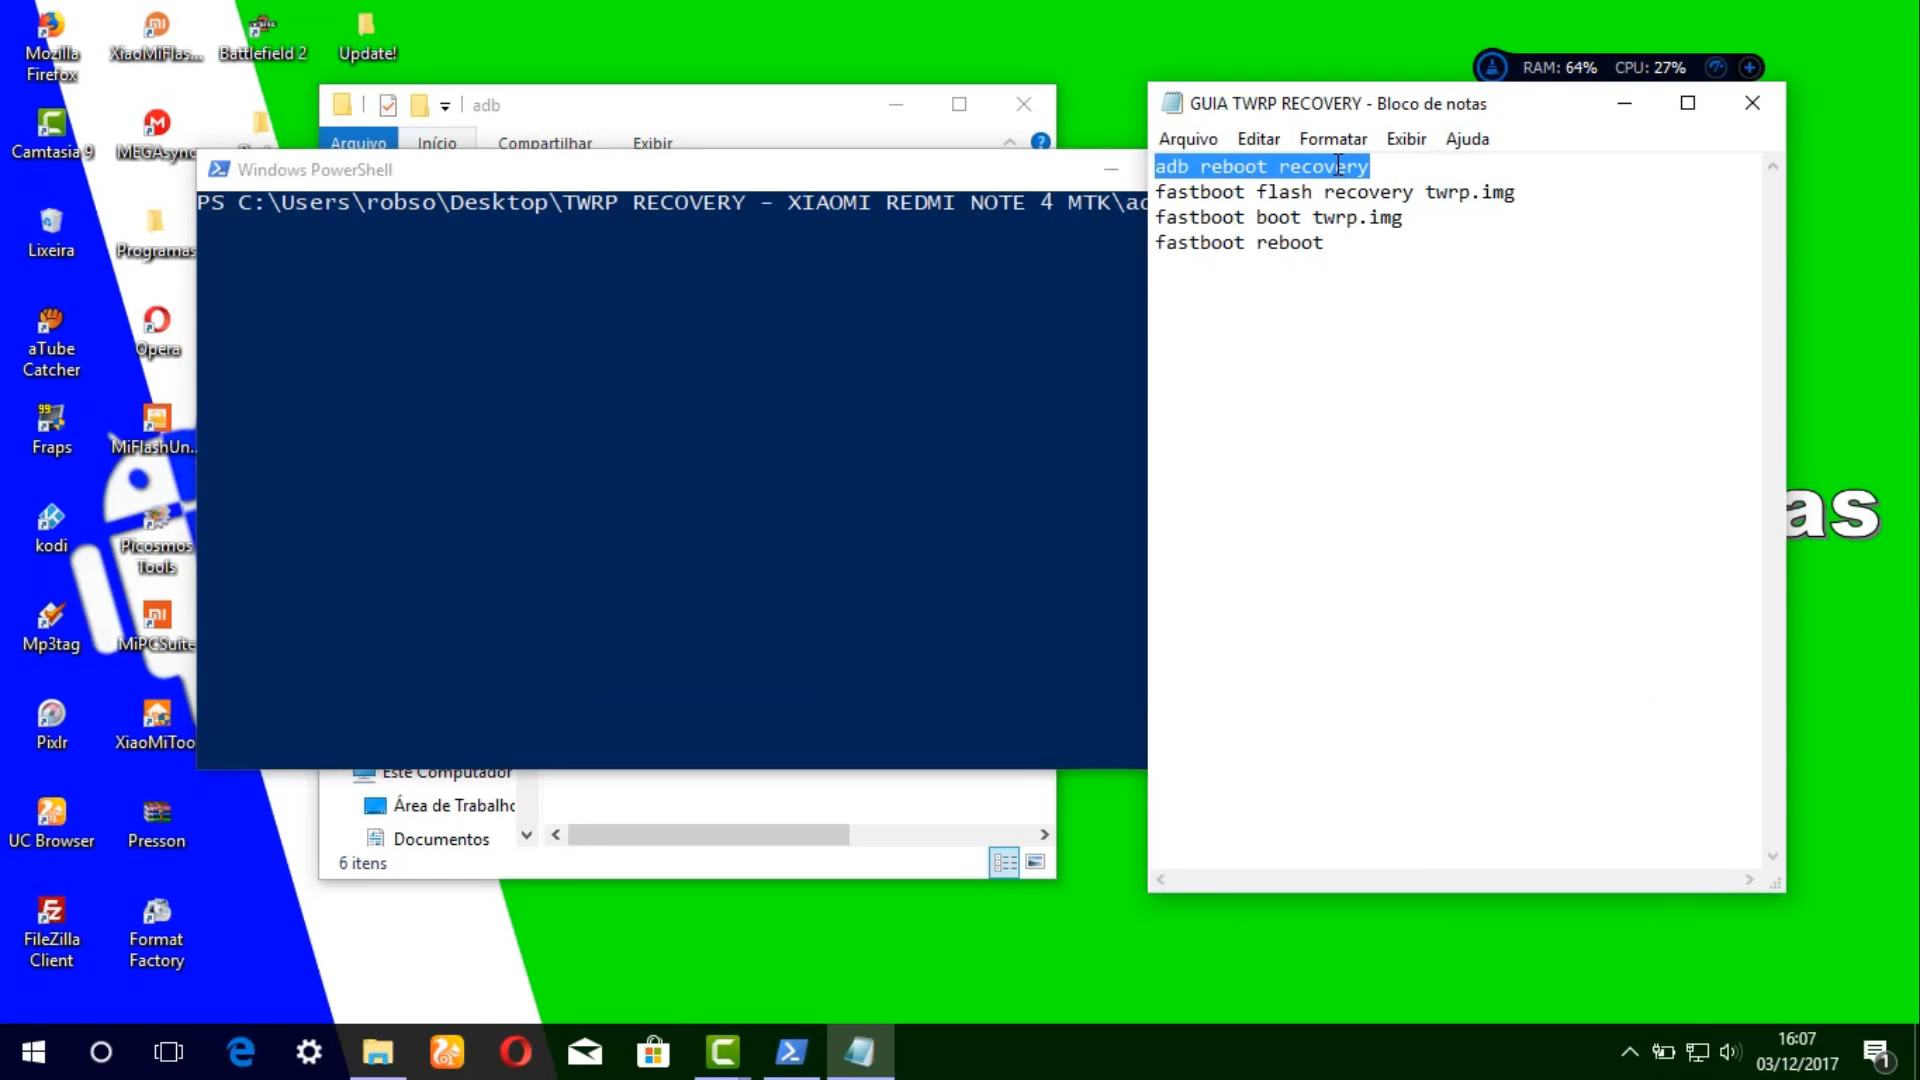 Mozilla
Firefox
XiaoMiFlas...
Battlefield 2
Update!
Camtasia 9
MEGAsync
Lixeira
Programas
aTube
Catcher
Opera
99
Fraps
MiFlashUn...
kodi
Picosmos
Tools
Mp3tag
MiPCSuite
Pixlr
XiaoMiToo
UC Browser
Presson
FileZilla
Client
Format
Factory
adb
Arquivo Início Compartilhar Exibir
Windows PowerShell
PS C:\Users\robso\Desktop\TWRP RECOVERY - XIAOMI REDMI NOTE 4 MTK\ad
Este Computador
Área de Trabalho
Documentos
6 itens
RAM: 64% CPU: 27%
GUIA TWRP RECOVERY - Bloco de notas
Arquivo Editar Formatar Exibir Ajuda
adb reboot recovery
fastboot flash recovery twrp.img
fastboot boot twrp.img
fastboot reboot
as
16:07
03/12/2017
1